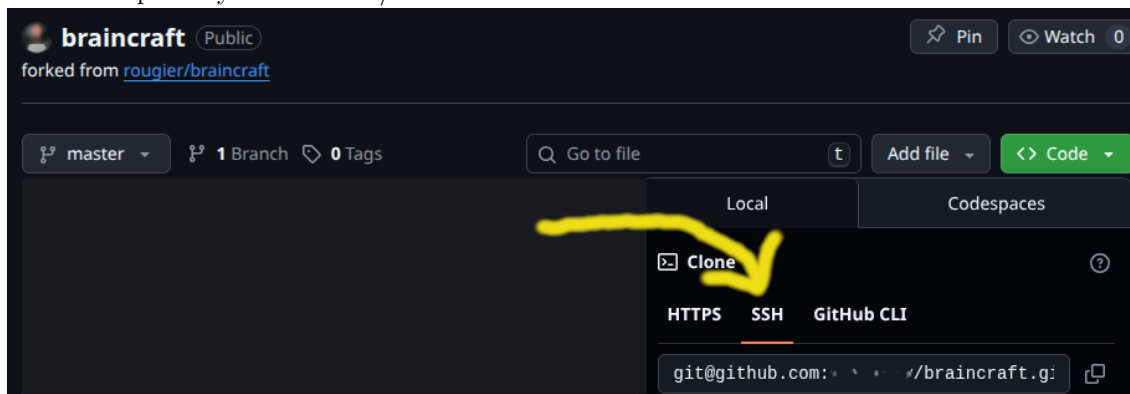 braincraft Public Pin Watch 0
forked from rougier/braincraft
master 1 Branch 0 Tags Go to file t Add file Code
Local Codespaces
Clone
HTTPS SSH GitHub CLI
git@github.com: /braincraft.gi